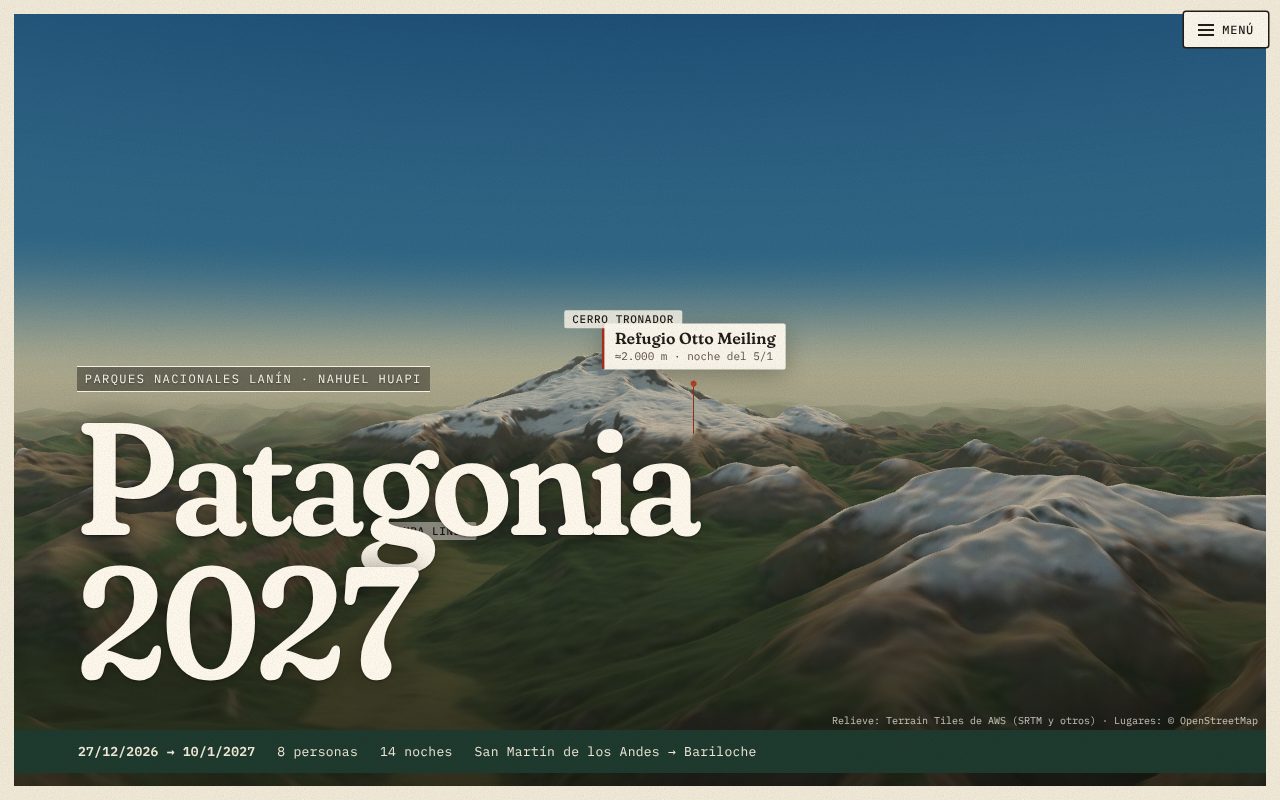 MENÚ
CERRO TRONADOR
Refugio Otto Meiling
≈2.000 m · noche del 5/1
PARQUES NACIONALES LANÍN · NAHUEL HUAPI
Patagonia
2027
Relieve: Terrain Tiles de AWS (SRTM y otros) · Lugares: © OpenStreetMap
27/12/2026 → 10/1/2027 8 personas 14 noches San Martín de los Andes → Bariloche